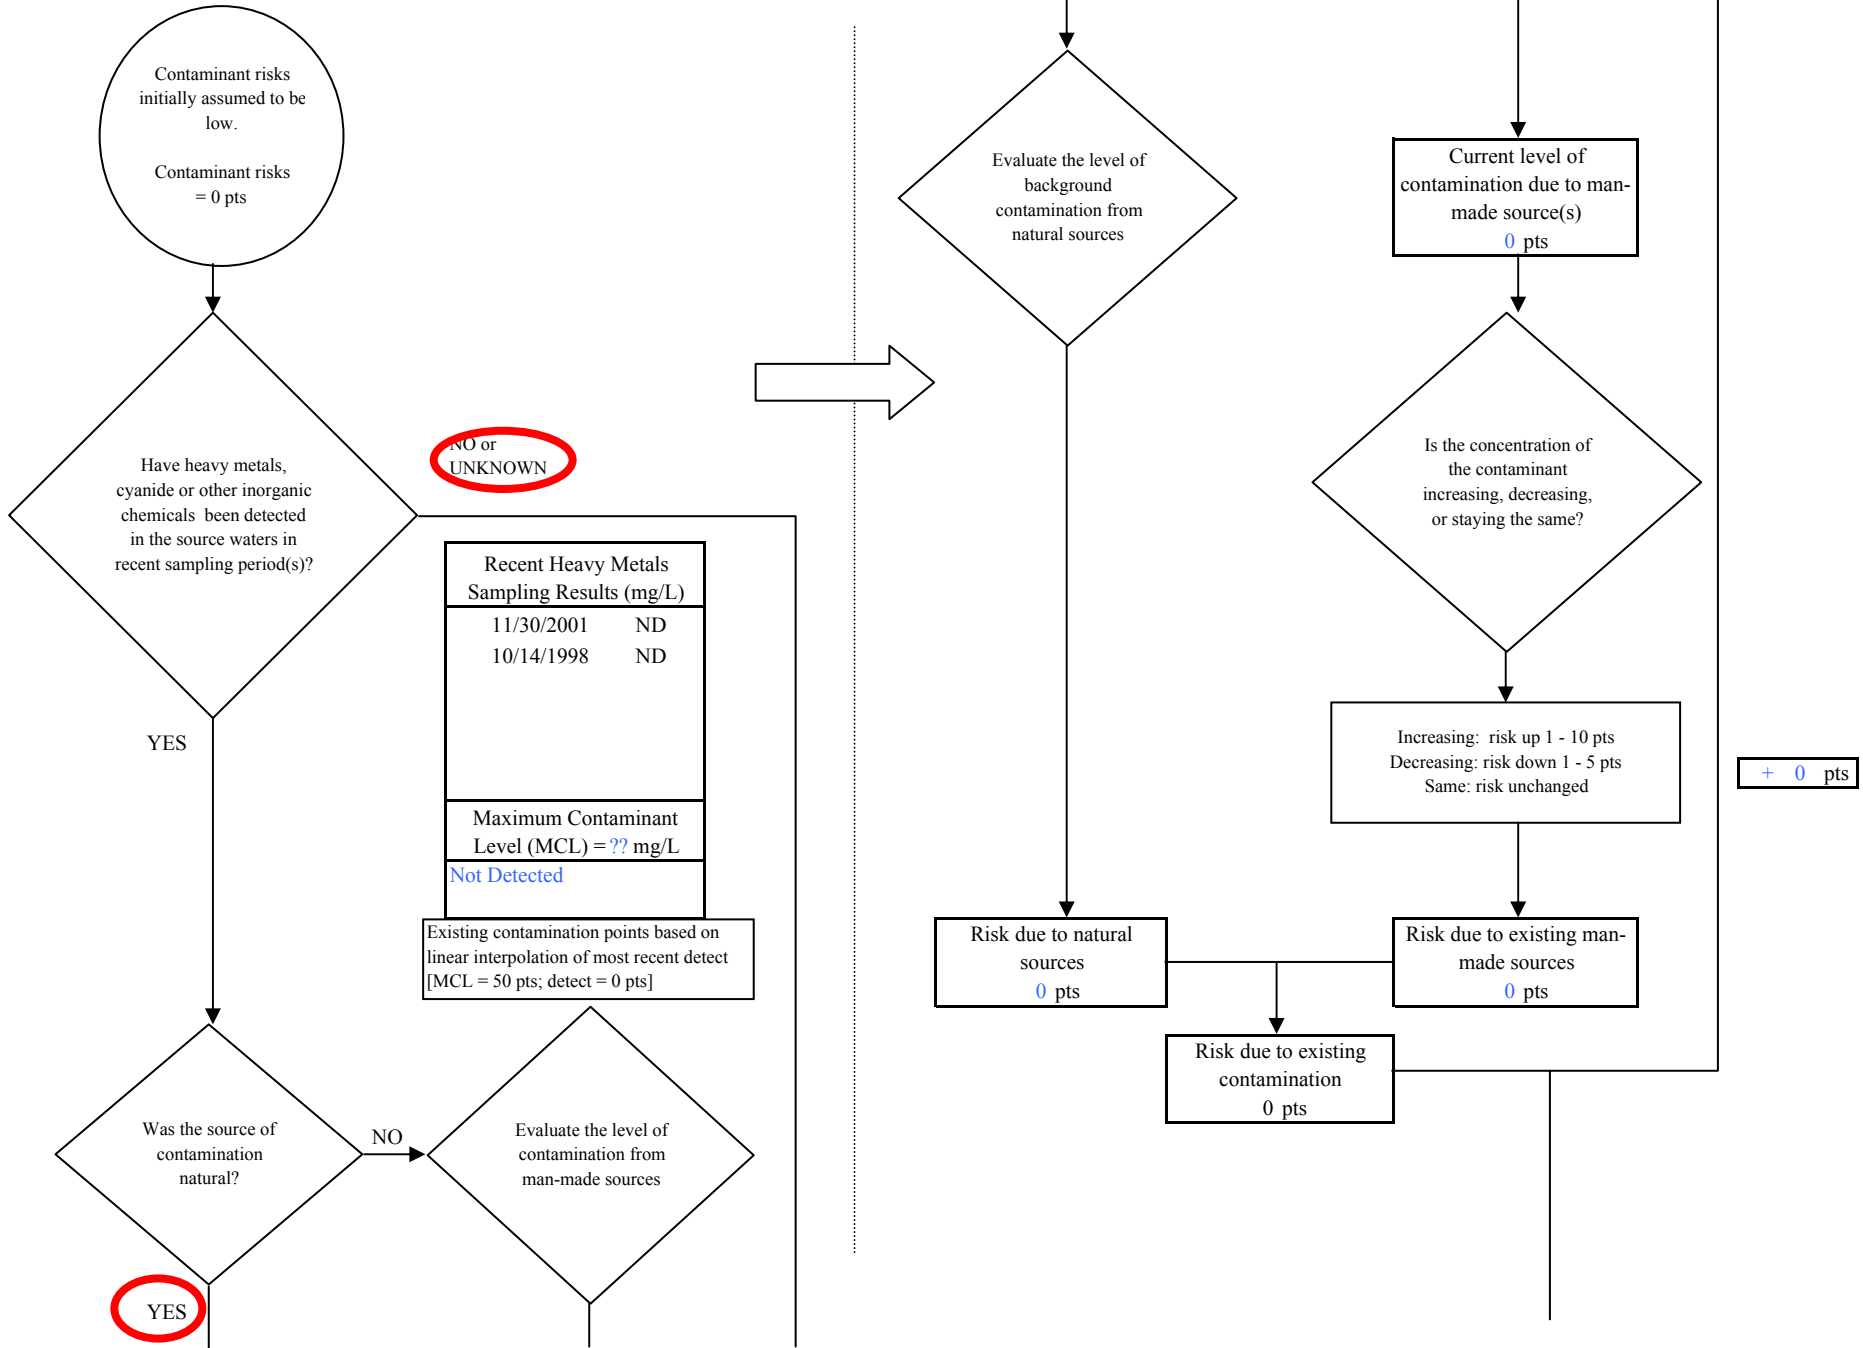 Contaminant risks
initially assumed to be
low.
Contaminant risks
= 0 pts
Have heavy metals,
cyanide or other inorganic
chemicals been detected
in the source waters in
recent sampling period(s)?
NO or
UNKNOWN
YES
Recent Heavy Metals
Sampling Results (mg/L)
11/30/2001 ND
10/14/1998 ND
Maximum Contaminant
Level (MCL) = ?? mg/L
Not Detected
Existing contamination points based on
linear interpolation of most recent detect
[MCL = 50 pts; detect = 0 pts]
Was the source of
contamination
natural?
NO
Evaluate the level of
contamination from
man-made sources
YES
Evaluate the level of
background
contamination from
natural sources
Current level of
contamination due to man-
made source(s)
0 pts
Is the concentration of
the contaminant
increasing, decreasing,
or staying the same?
Increasing: risk up 1 - 10 pts
Decreasing: risk down 1 - 5 pts
Same: risk unchanged
+ 0 pts
Risk due to natural
sources
0 pts
Risk due to existing man-
made sources
0 pts
Risk due to existing
contamination
0 pts